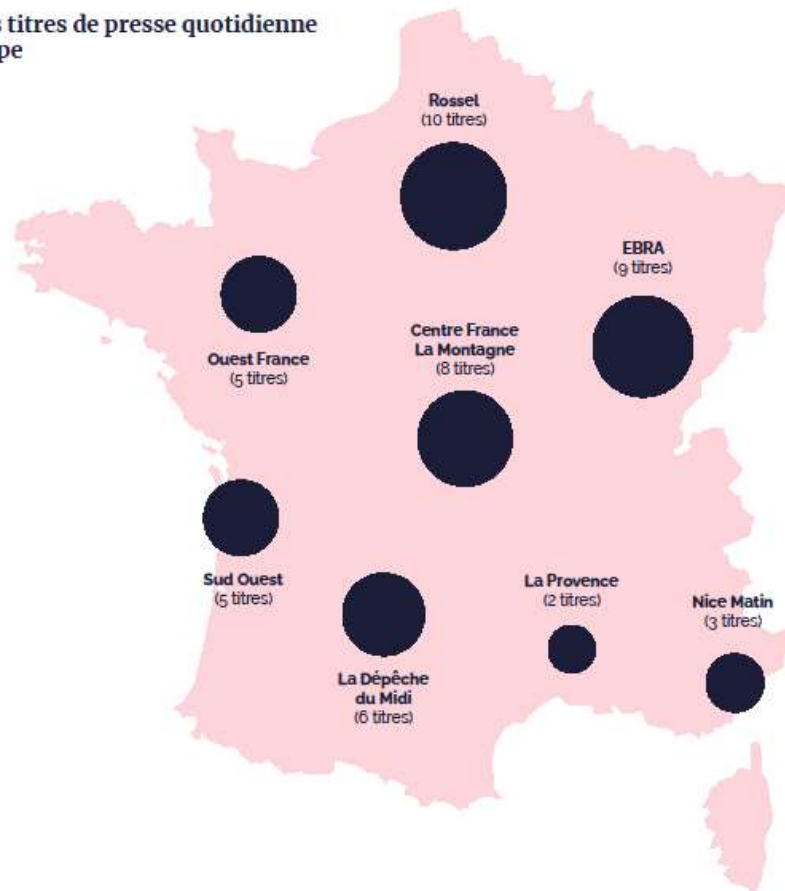 titres de presse quotidienne
Rossel
(10 titres)
EBRA
(9 titres)
Centre France
La Montagne
(8 titres)
Ouest France
(5 titres)
Sud Ouest
(5 titres)
La Provence
(2 titres)
Nice Matin
(3 titres)
La Dépêche
du Midi
(6 titres)